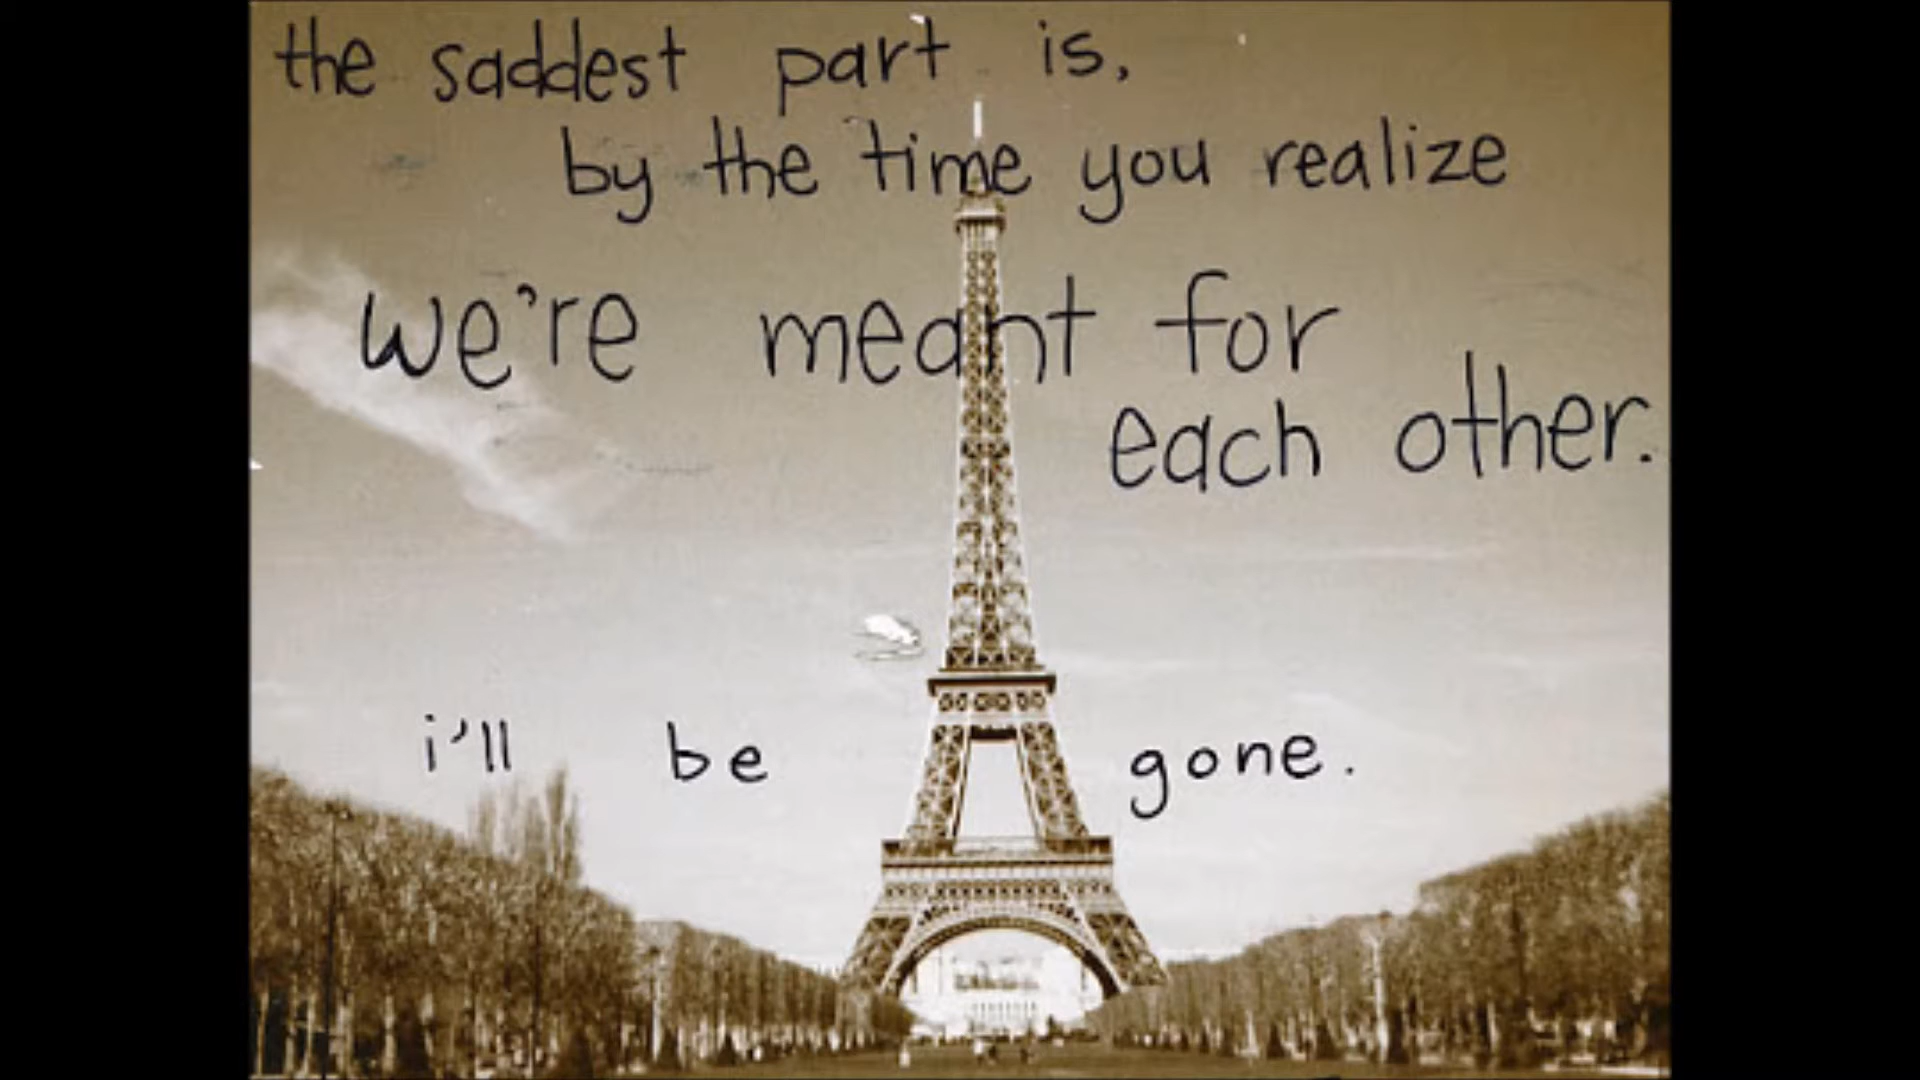 the saddest part is,
by the time you realize
we're meant for
each other.
i'll be gone.